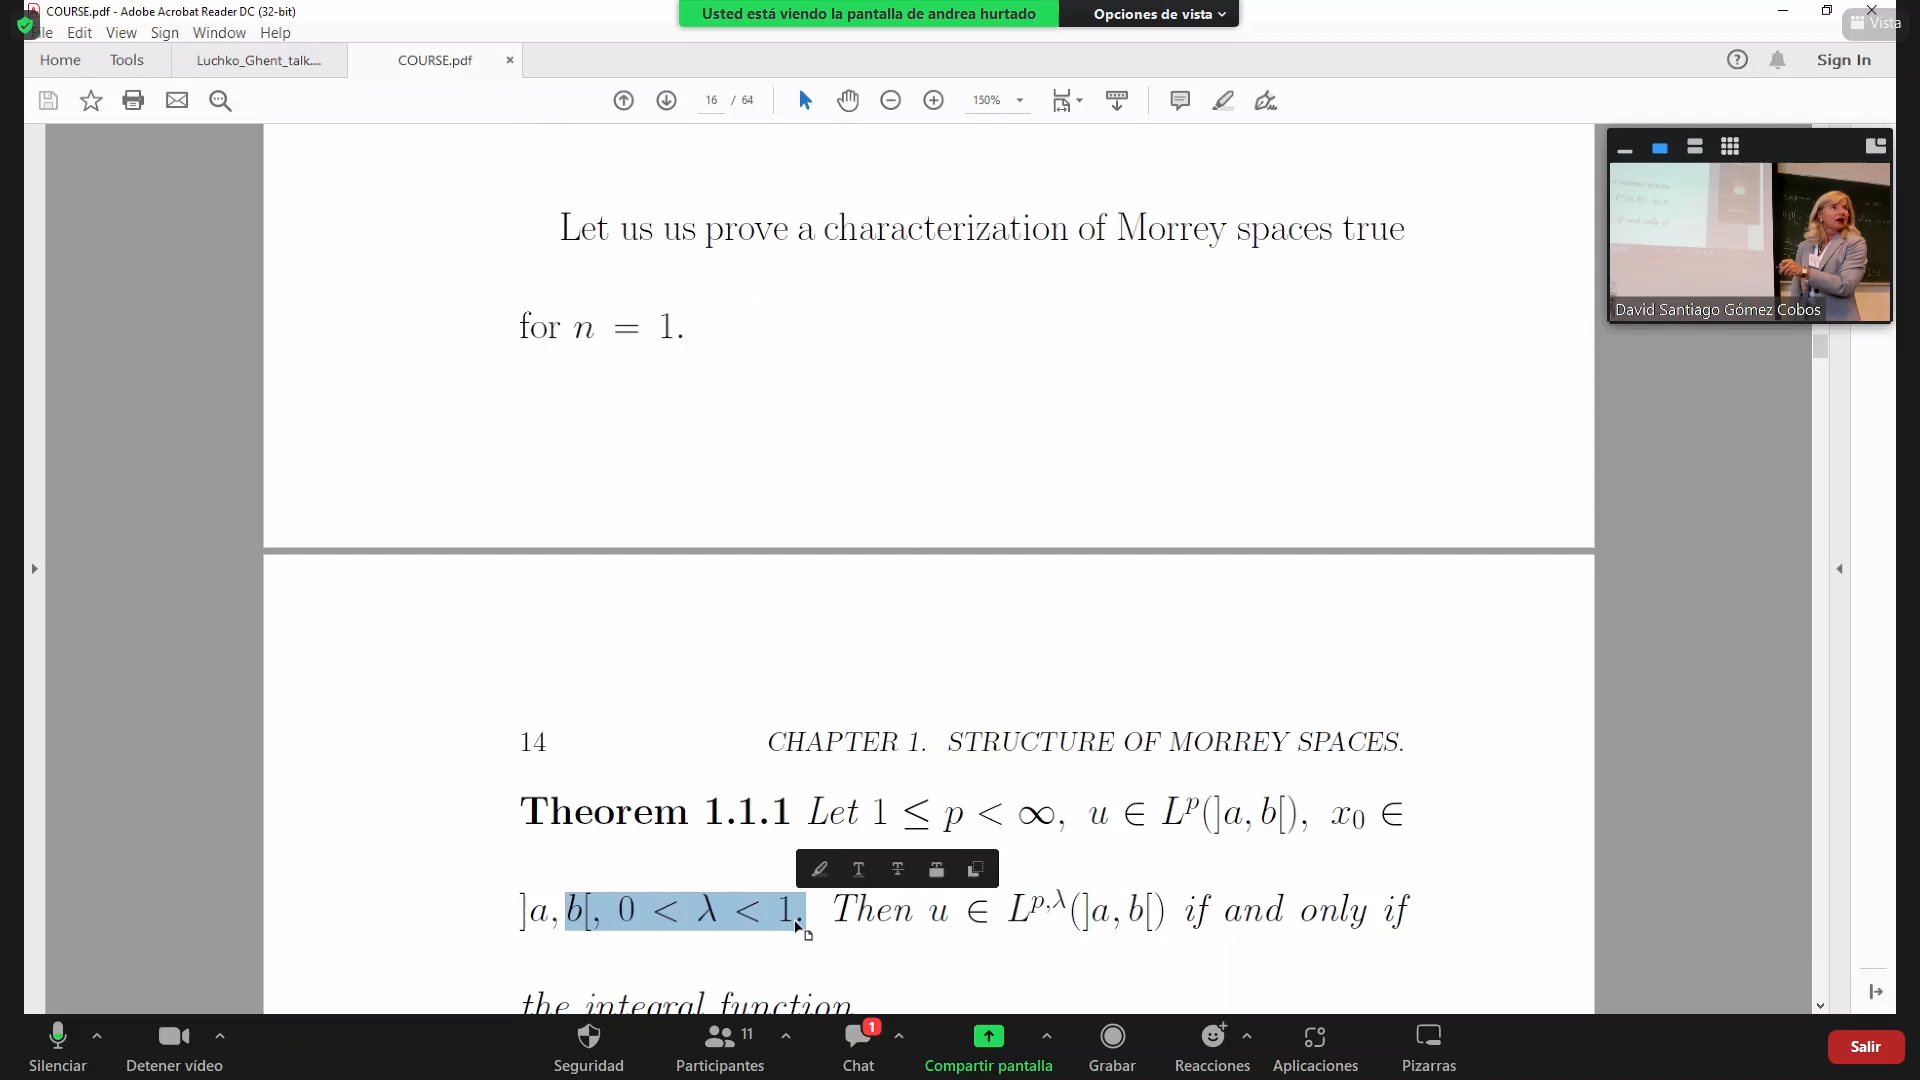 COURSE.pdf - Adobe Acrobat Reader DC (32-bit)
Usted está viendo la pantalla de andrea hurtado
Opciones de vista
Vista
File Edit View Sign Window Help
Home Tools Luchko_Ghent_talk.... COURSE.pdf
Sign In
16 / 64
150%
Let us us prove a characterization of Morrey spaces true
for n = 1.
David Santiago Gómez Cobos
14 CHAPTER 1. STRUCTURE OF MORREY SPACES.
Theorem 1.1.1 Let 1 ≤ p < ∞, u ∈ L^p(]a, b[), x₀ ∈
]a, b[, 0 < λ < 1. Then u ∈ L^{p,λ}(]a, b[) if and only if
the integral function
11
1
Silenciar Detener vídeo Seguridad Participantes Chat Compartir pantalla Grabar Reacciones Aplicaciones Pizarras
Salir